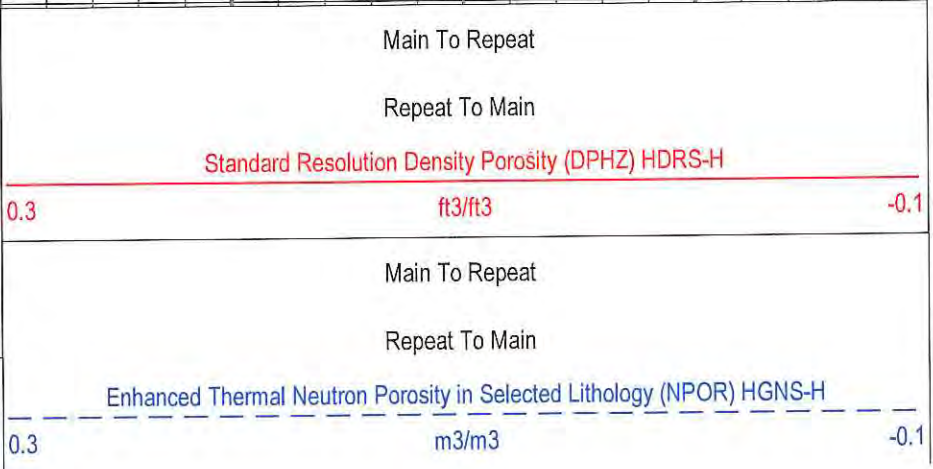 Main To Repeat
Repeat To Main
Standard Resolution Density Porosity (DPHZ) HDRS-H
0.3 ft3/ft3 -0.1
Main To Repeat
Repeat To Main
Enhanced Thermal Neutron Porosity in Selected Lithology (NPOR) HGNS-H
0.3 m3/m3 -0.1